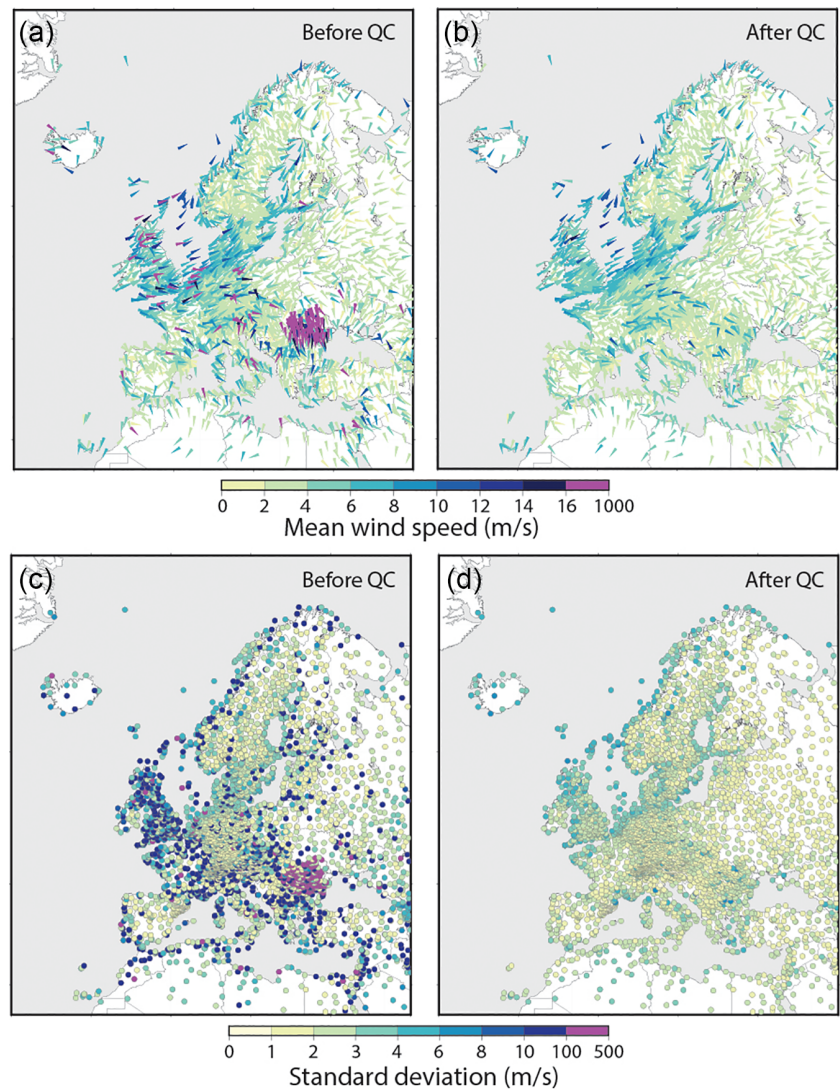 (a) Before QC
(b) After QC
0 2 4 6 8 10 12 14 16 1000
Mean wind speed (m/s)
(c) Before QC
(d) After QC
0 1 2 3 4 6 8 10 100 500
Standard deviation (m/s)